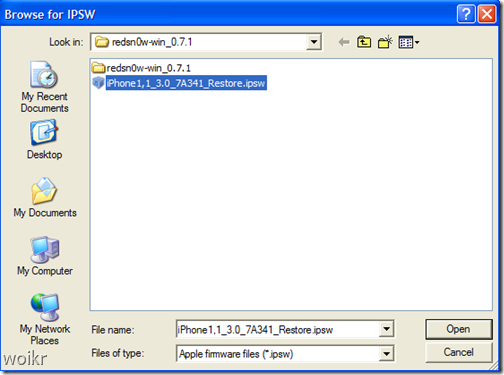 Browse for IPSW
Look in:
redsn0w-win_0.7.1
redsn0w-win_0.7.1
iPhone1,1_3.0_7A341_Restore.ipsw
My Recent
Documents
Desktop
My Documents
My Computer
My Network
Places
File name:
iPhone1,1_3.0_7A341_Restore.ipsw
Open
Files of type:
Apple firmware files (*.ipsw)
Cancel
woikr